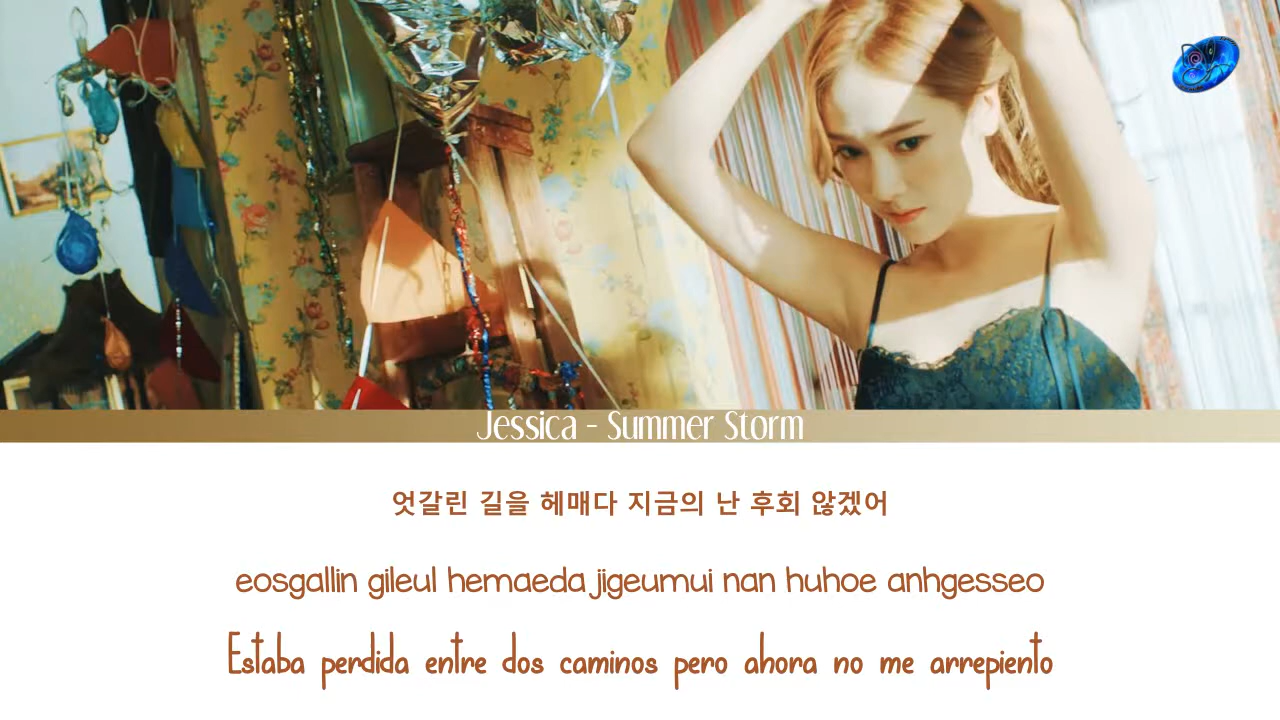 Jessica - Summer Storm
엇갈린 길을 헤매다 지금의 난 후회 않겠어
eosgallin gileul hemaeda jigeumui nan huhoe anhgesseo
Estaba perdida entre dos caminos pero ahora no me arrepiento